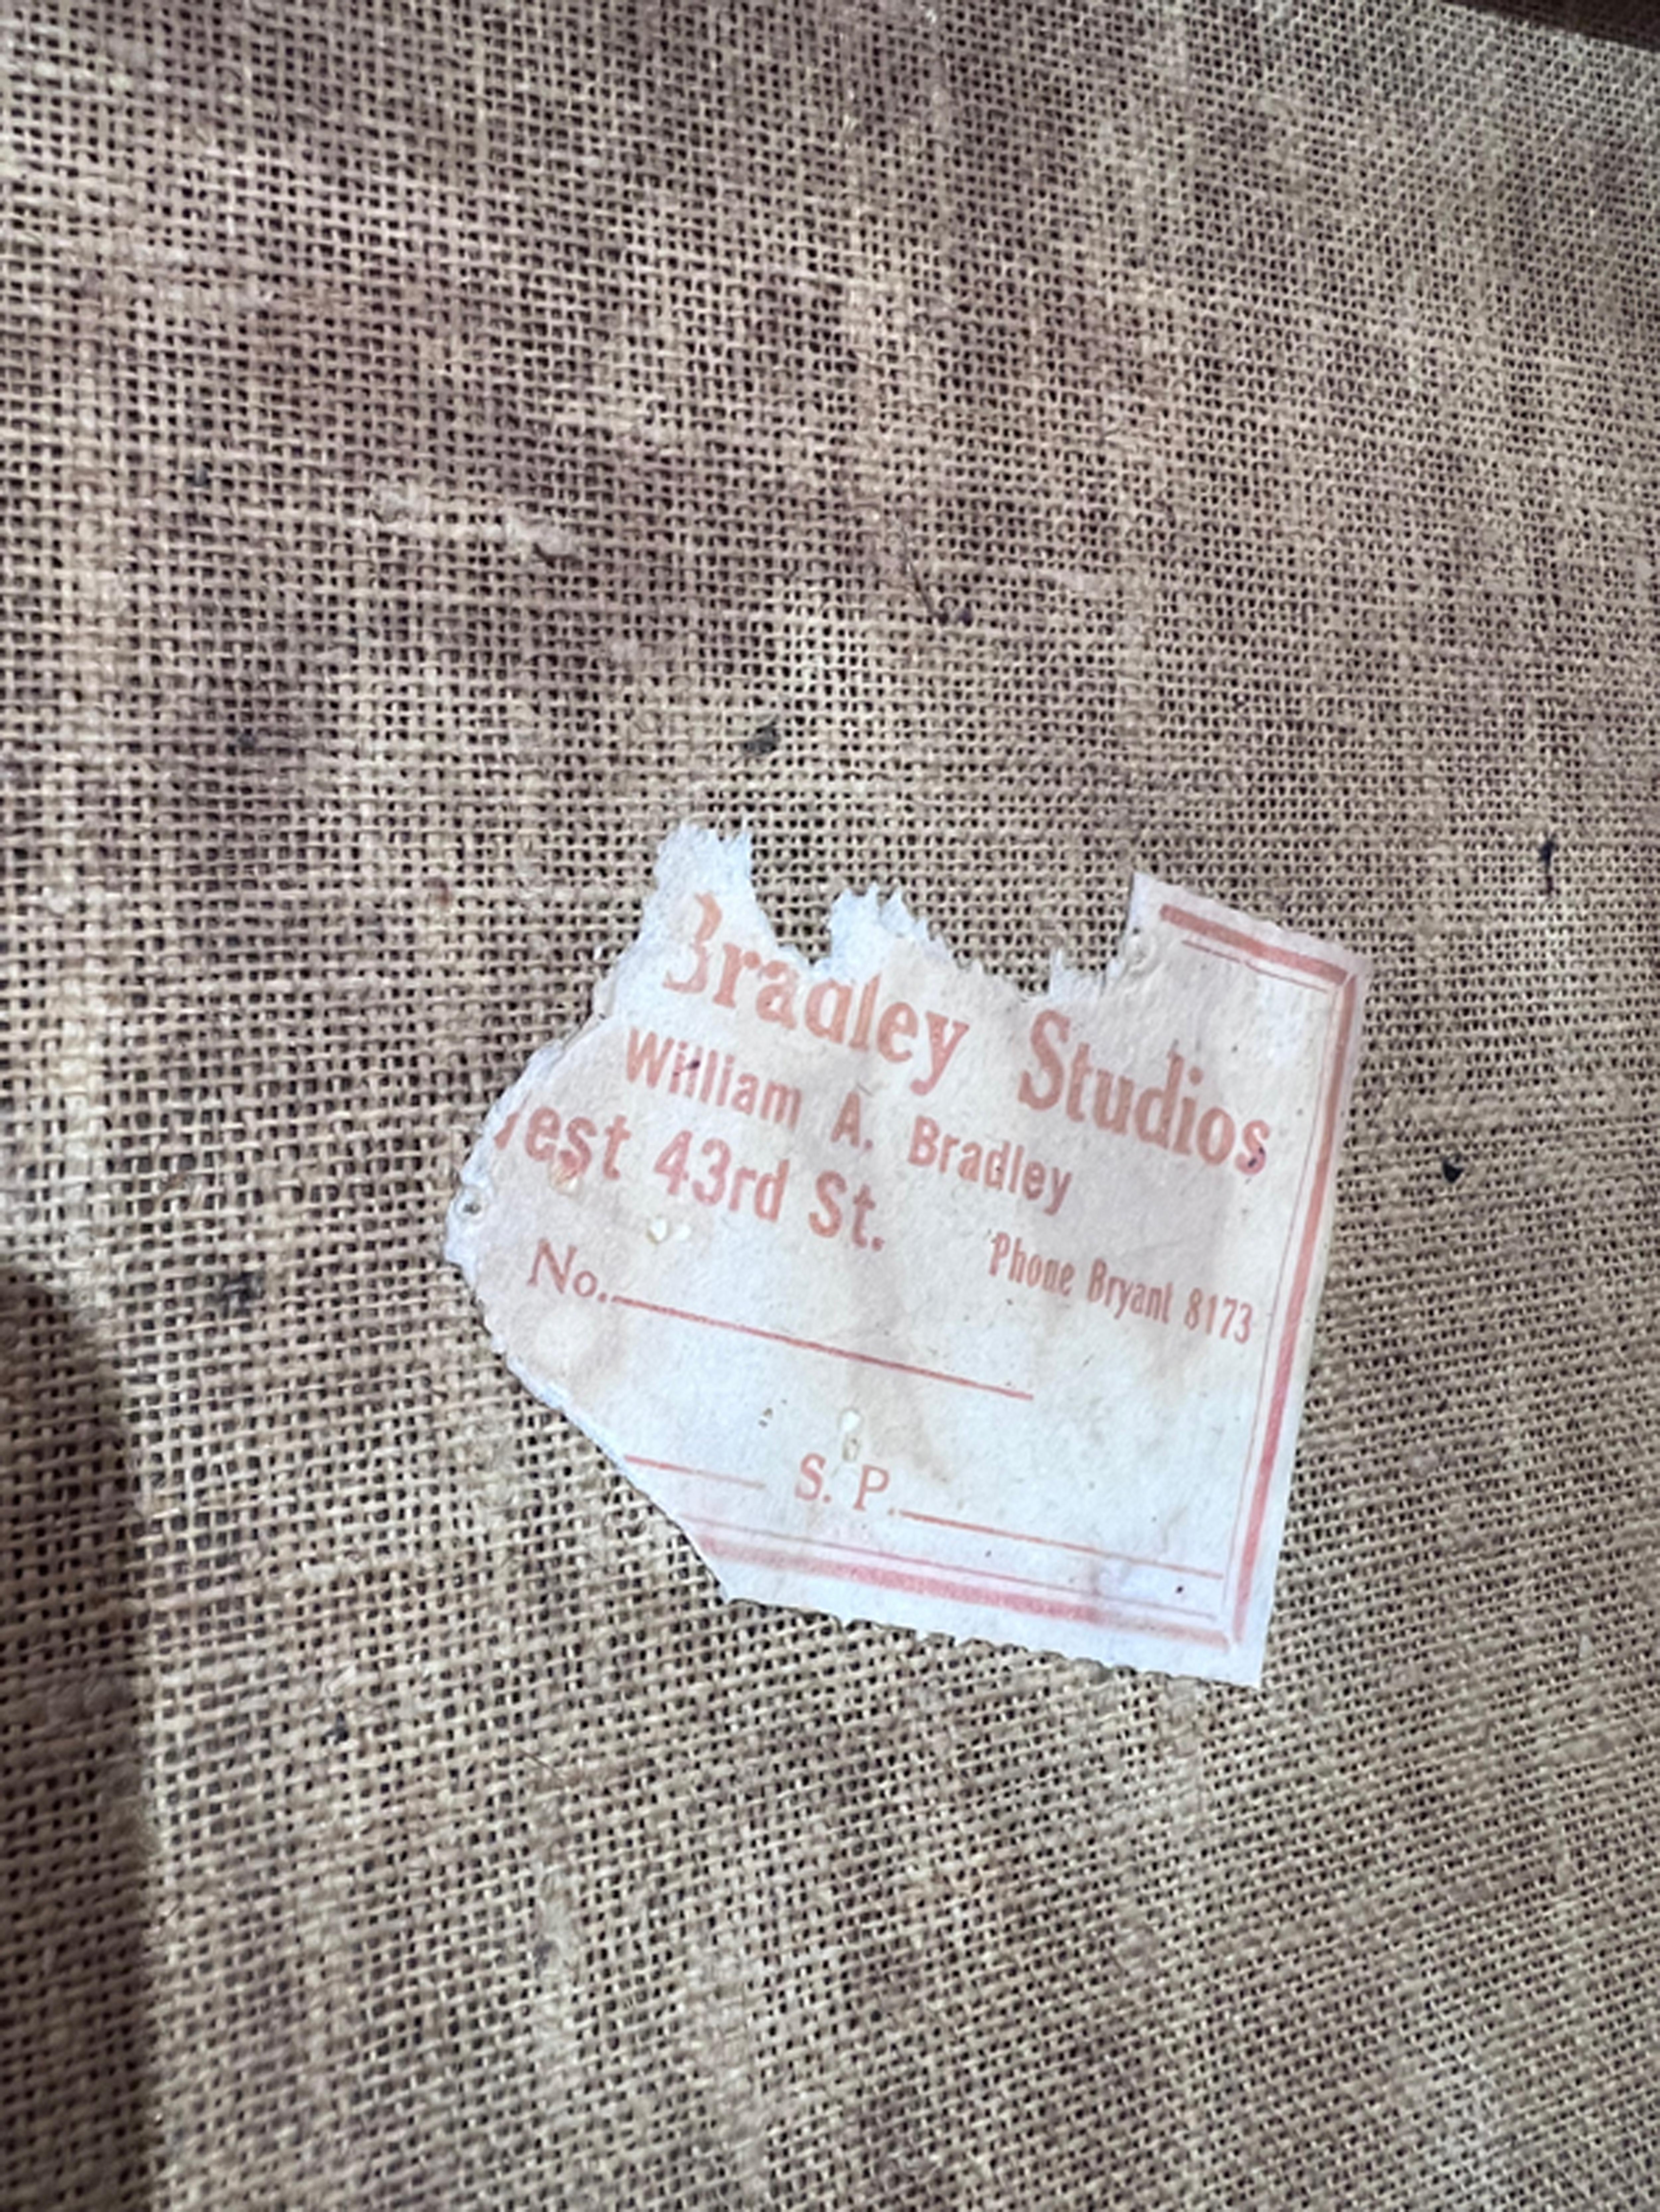 Bradley Studios
William A. Bradley
est 43rd St.
Phone Bryant 8173
No.
S. P.